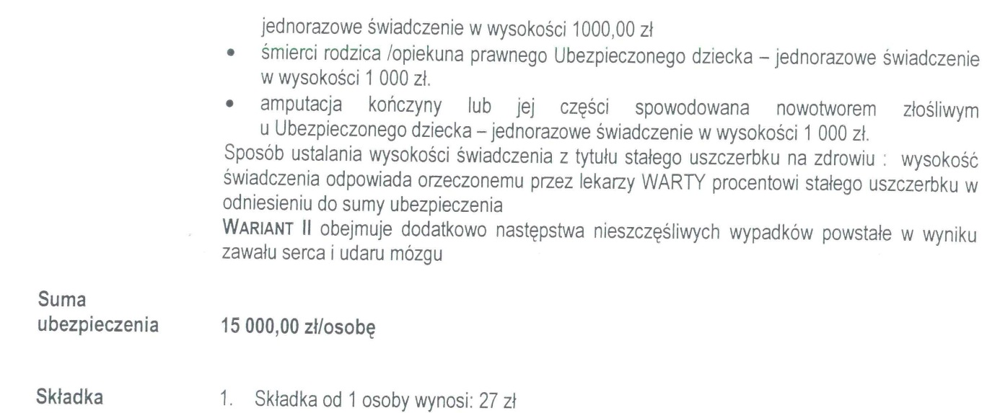 jednorazowe świadczenie w wysokości 1000,00 zł
• śmierci rodzica /opiekuna prawnego Ubezpieczonego dziecka – jednorazowe świadczenie
w wysokości 1 000 zł.
• amputacja kończyny lub jej części spowodowana nowotworem złośliwym
u Ubezpieczonego dziecka – jednorazowe świadczenie w wysokości 1 000 zł.
Sposób ustalania wysokości świadczenia z tytułu stałego uszczerbku na zdrowiu : wysokość
świadczenia odpowiada orzeczonemu przez lekarzy WARTY procentowi stałego uszczerbku w
odniesieniu do sumy ubezpieczenia
WARIANT II obejmuje dodatkowo następstwa nieszczęśliwych wypadków powstałe w wyniku
zawału serca i udaru mózgu
Suma
ubezpieczenia 15 000,00 zł/osobę
Składka 1. Składka od 1 osoby wynosi: 27 zł